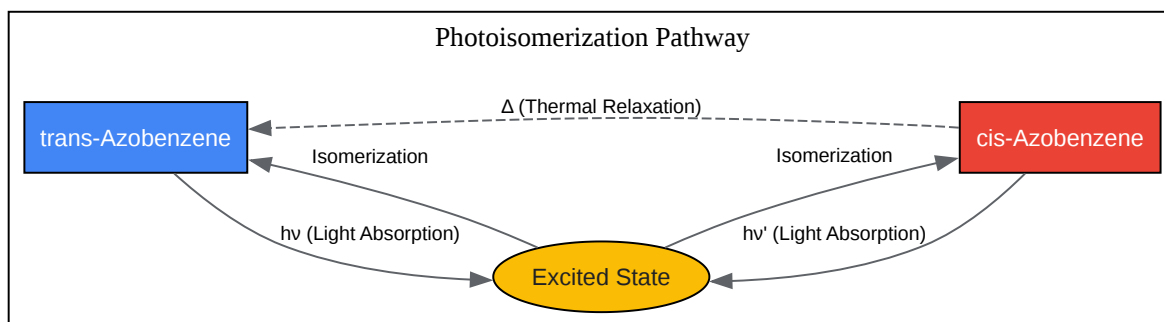 Photoisomerization Pathway
Δ (Thermal Relaxation)
trans-Azobenzene
cis-Azobenzene
Isomerization
Isomerization
hν (Light Absorption)
hν' (Light Absorption)
Excited State